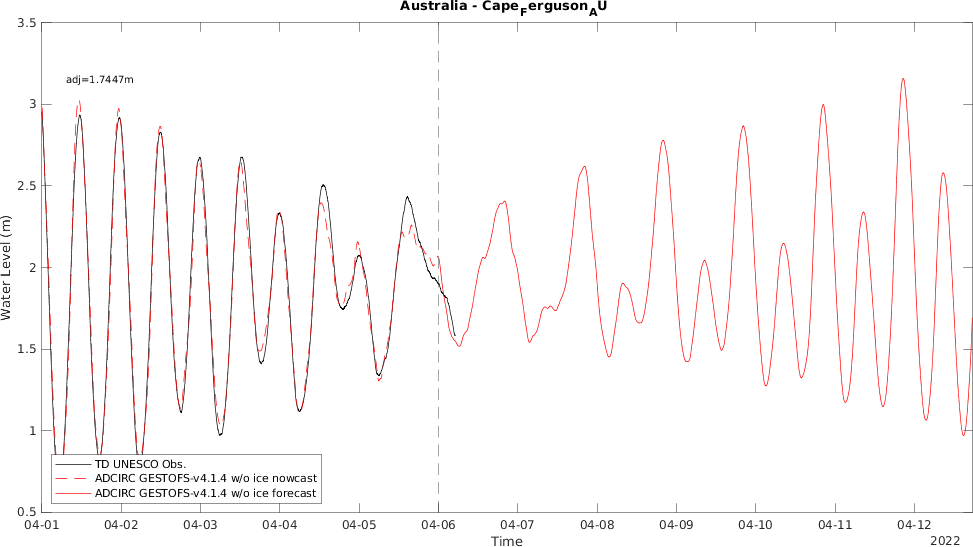 Australia - CapeFergusonAU
adj=1.7447m
Water Level (m)
3.5
3
2.5
2
1.5
1
0.5
TD UNESCO Obs.
ADCIRC GESTOFS-v4.1.4 w/o ice nowcast
ADCIRC GESTOFS-v4.1.4 w/o ice forecast
04-01 04-02 04-03 04-04 04-05 04-06 04-07 04-08 04-09 04-10 04-11 04-12
Time
2022